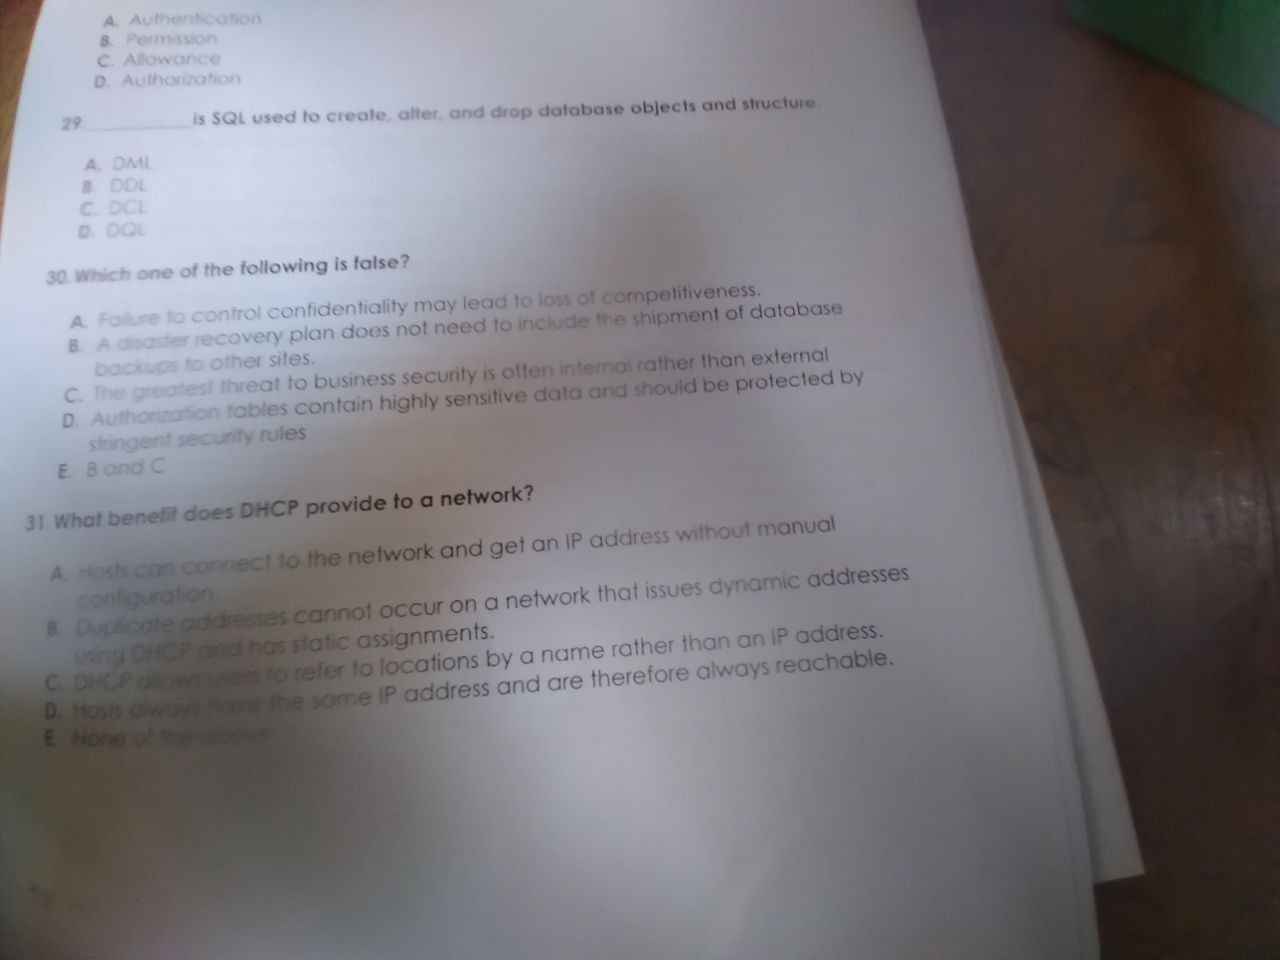 A. Authentication
B. Permission
C. Allowance
D. Authorization
29. __________ is SQL used to create, alter, and drop database objects and structure.
A. DML
B. DDL
C. DCL
D. DQL
30. Which one of the following is false?
A. Failure to control confidentiality may lead to loss of competitiveness.
B. A disaster recovery plan does not need to include the shipment of database
backups to other sites.
C. The greatest threat to business security is often internal rather than external
D. Authorization tables contain highly sensitive data and should be protected by
stringent security rules
E. B and C
31 What benefit does DHCP provide to a network?
A. Hosts can connect to the network and get an IP address without manual
configuration
B. Duplicate addresses cannot occur on a network that issues dynamic addresses
using DHCP and has static assignments.
C. DHCP allows users to refer to locations by a name rather than an IP address.
D. Hosts always have the same IP address and are therefore always reachable.
E. None of the above